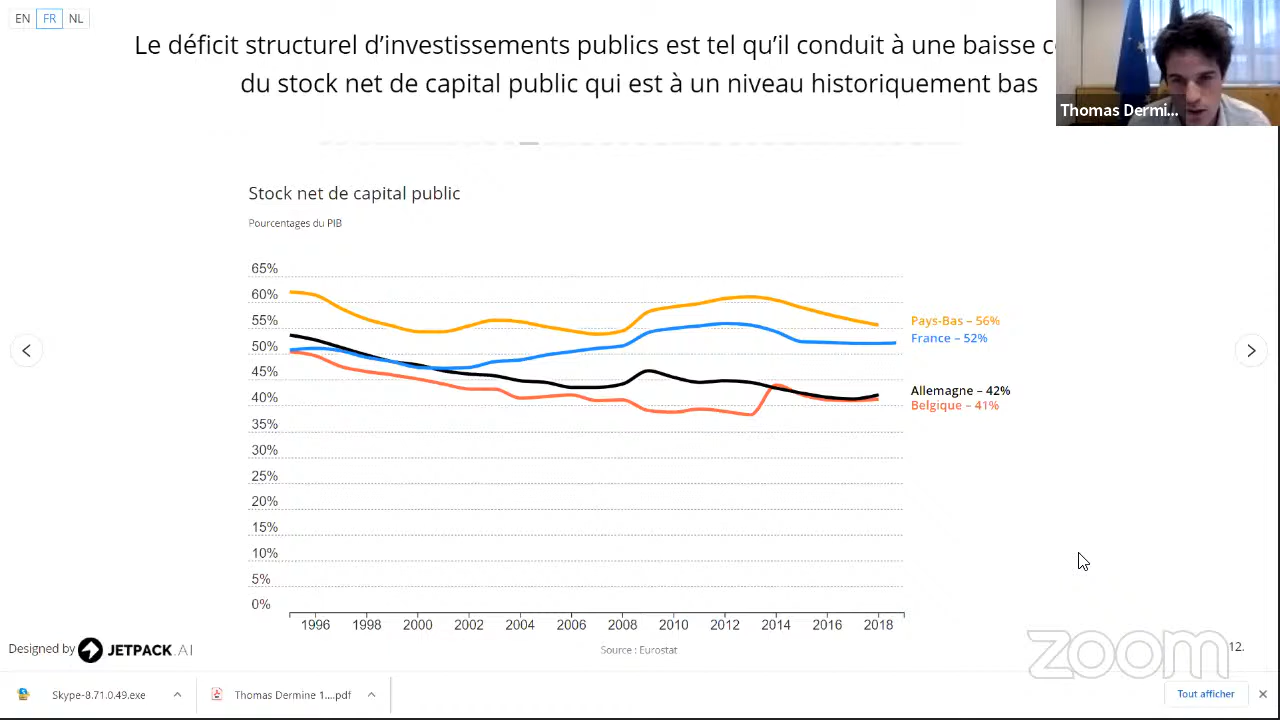 EN FR NL
Le déficit structurel d'investissements publics est tel qu'il conduit à une baisse
du stock net de capital public qui est à un niveau historiquement bas
Thomas Dermi...
Stock net de capital public
Pourcentages du PIB
65%
60%
55%
50%
45%
40%
35%
30%
25%
20%
15%
10%
5%
0%
Pays-Bas – 56%
France – 52%
Allemagne – 42%
Belgique – 41%
1996 1998 2000 2002 2004 2006 2008 2010 2012 2014 2016 2018
Designed by JETPACK.AI
Source : Eurostat
zoom
12.
Skype-8.71.0.49.exe
Thomas Dermine 1....pdf
Tout afficher